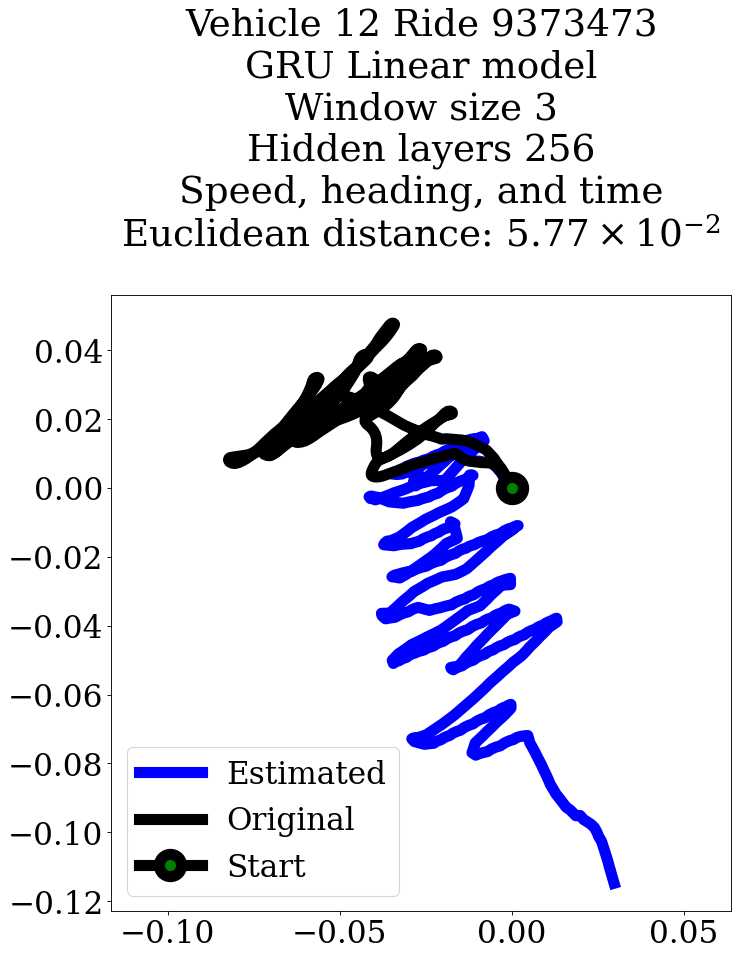 Vehicle 12 Ride 9373473
GRU Linear model
Window size 3
Hidden layers 256
Speed, heading, and time
Euclidean distance: 5.77 × 10⁻²
0.04
0.02
0.00
−0.02
−0.04
−0.06
−0.08
−0.10
−0.12
Estimated
Original
Start
−0.10
−0.05
0.00
0.05